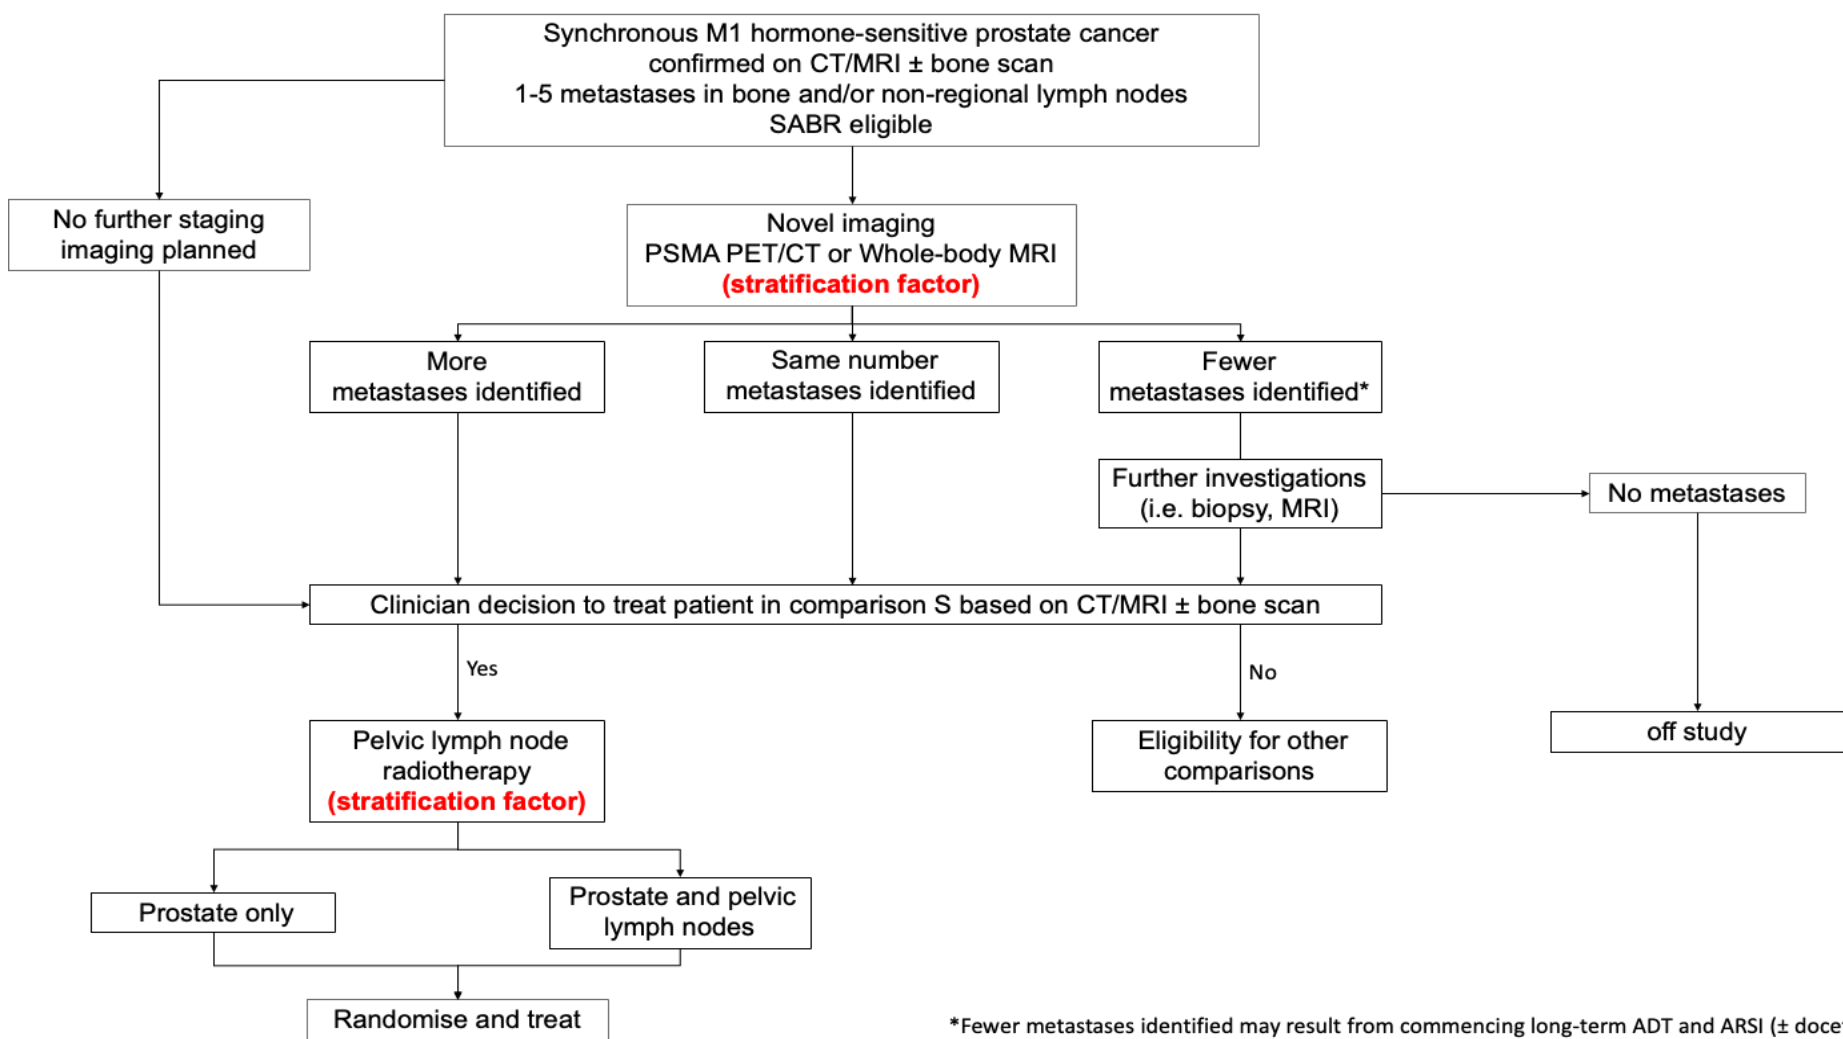 Synchronous M1 hormone-sensitive prostate cancer
confirmed on CT/MRI ± bone scan
1-5 metastases in bone and/or non-regional lymph nodes
SABR eligible
No further staging
imaging planned
Novel imaging
PSMA PET/CT or Whole-body MRI
(stratification factor)
More
metastases identified
Same number
metastases identified
Fewer
metastases identified*
Further investigations
(i.e. biopsy, MRI)
No metastases
Clinician decision to treat patient in comparison S based on CT/MRI ± bone scan
Yes
No
Pelvic lymph node
radiotherapy
(stratification factor)
Eligibility for other
comparisons
off study
Prostate only
Prostate and pelvic
lymph nodes
Randomise and treat
*Fewer metastases identified may result from commencing long-term ADT and ARSI (±